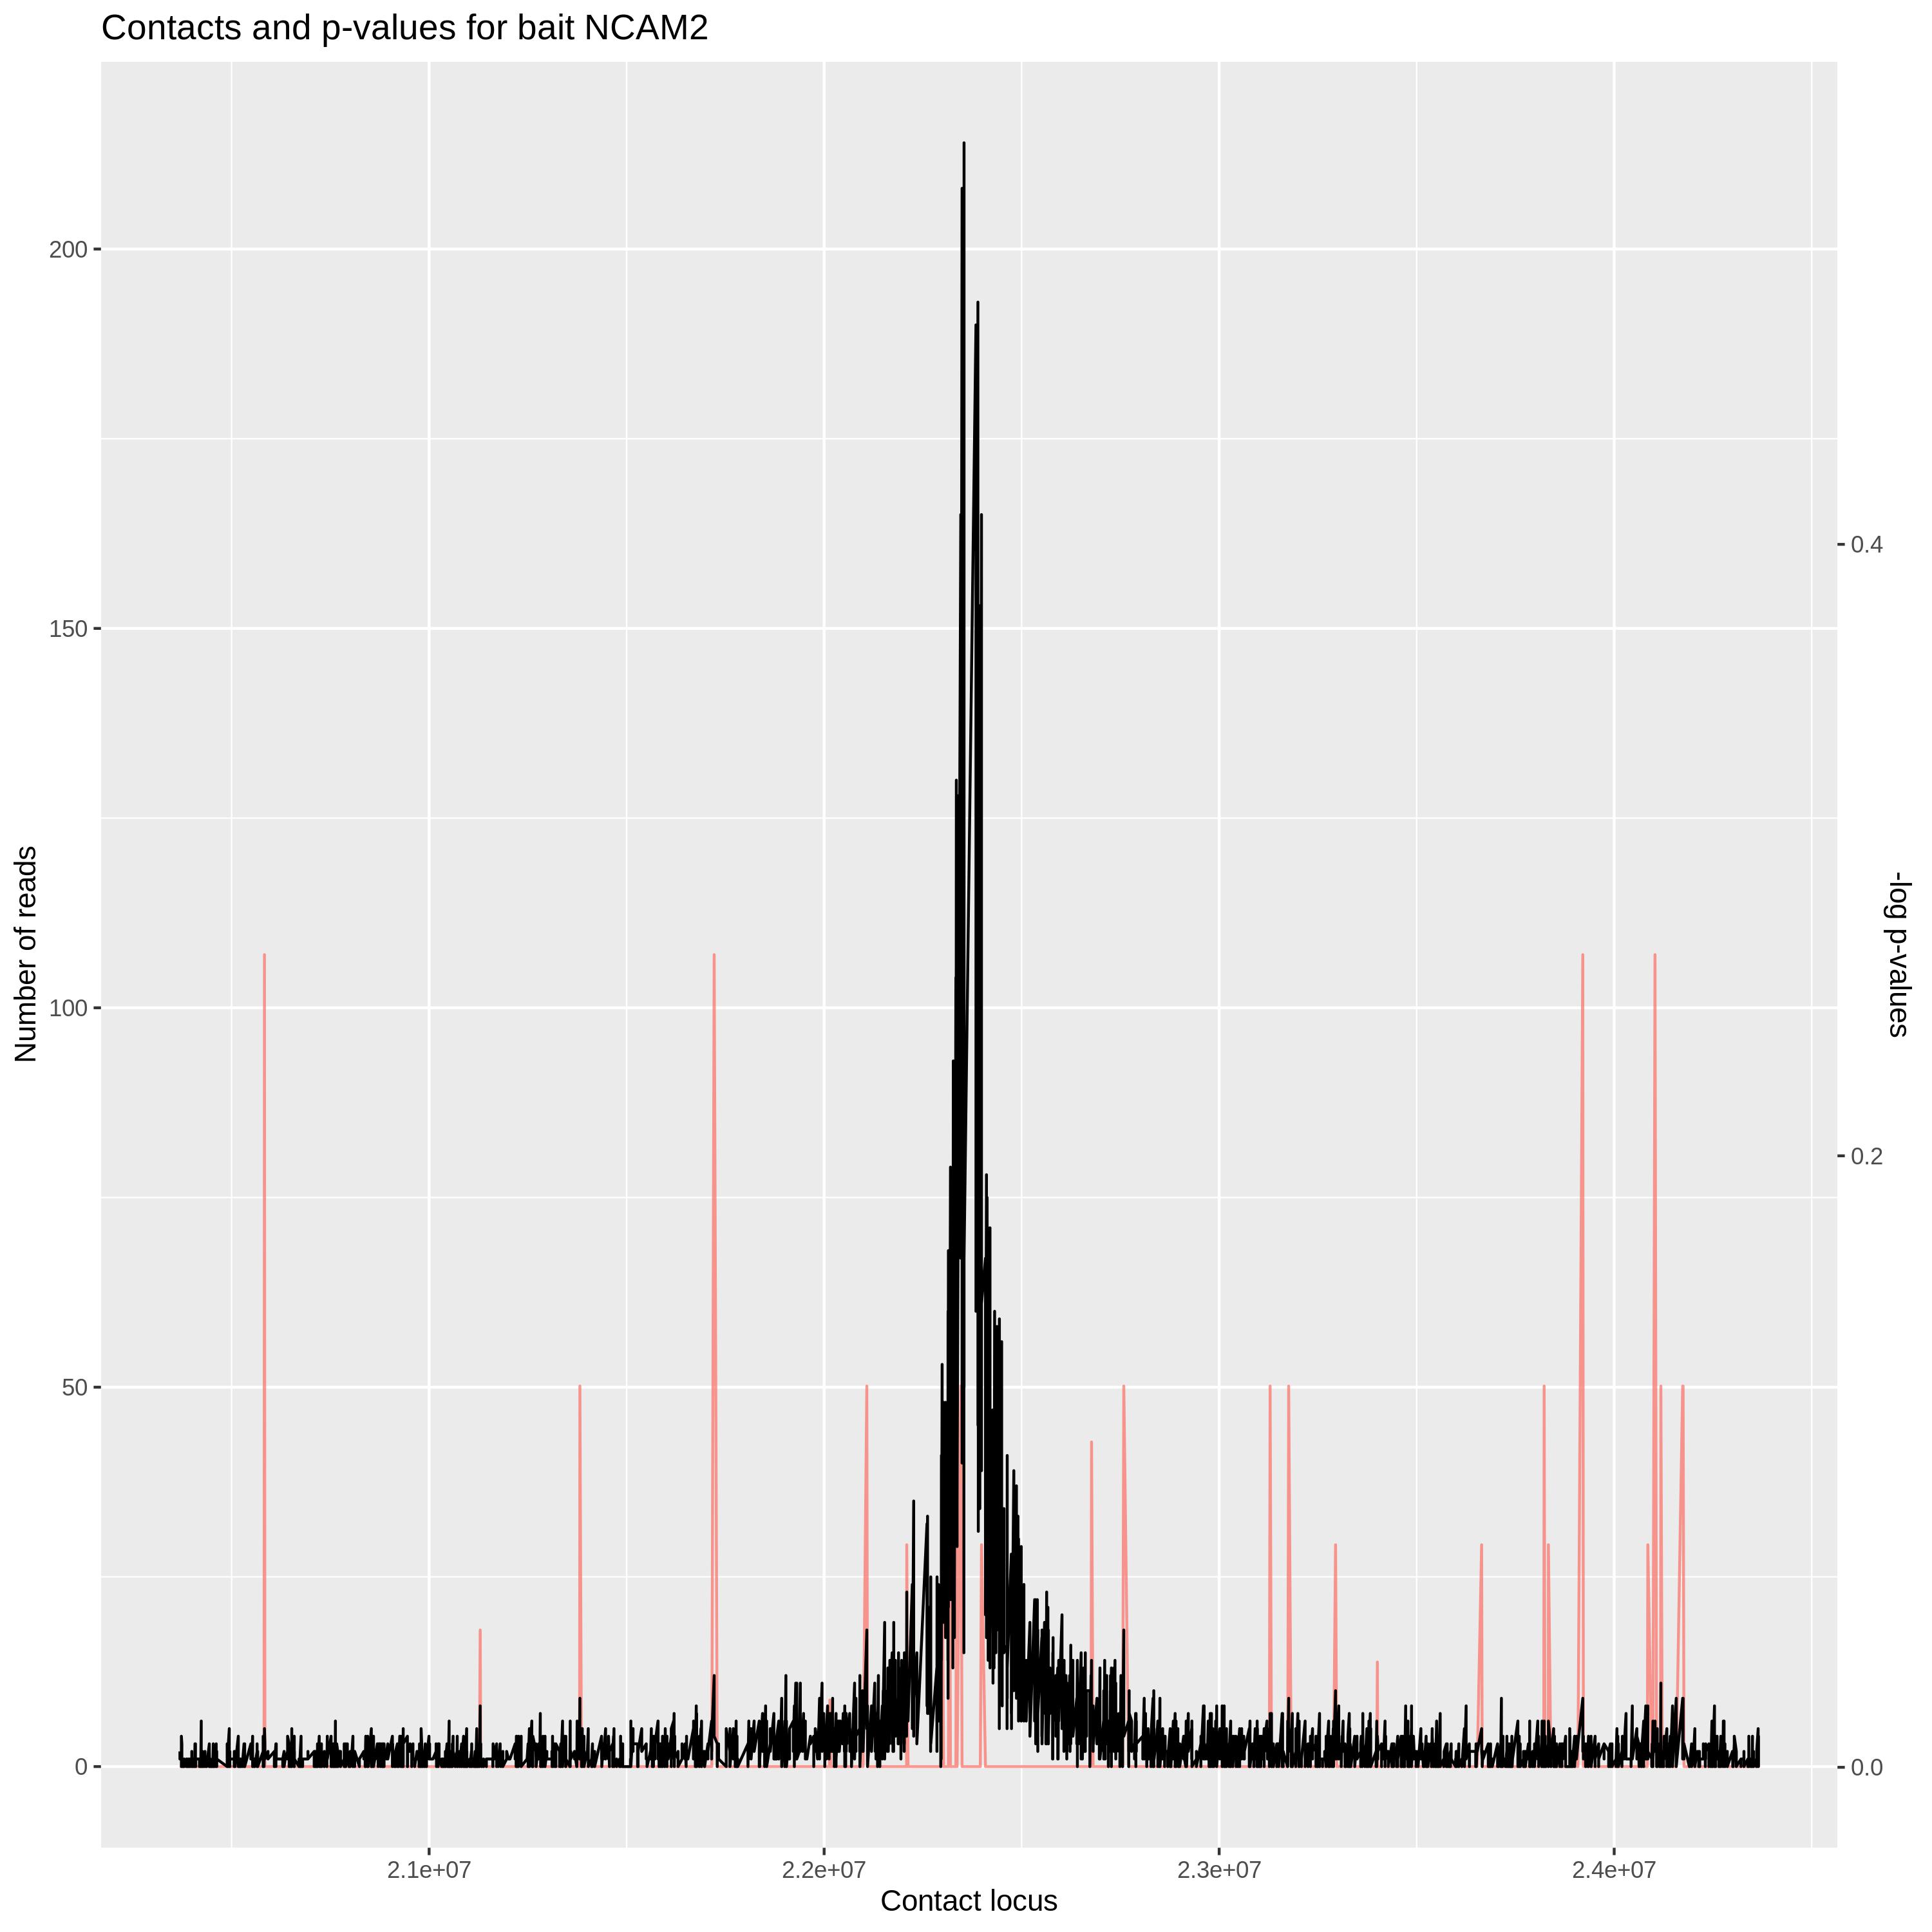 Contacts and p-values for bait NCAM2
200
150
100
50
0
Number of reads
0.4
0.2
0.0
-log p-values
2.1e+07
2.2e+07
2.3e+07
2.4e+07
Contact locus